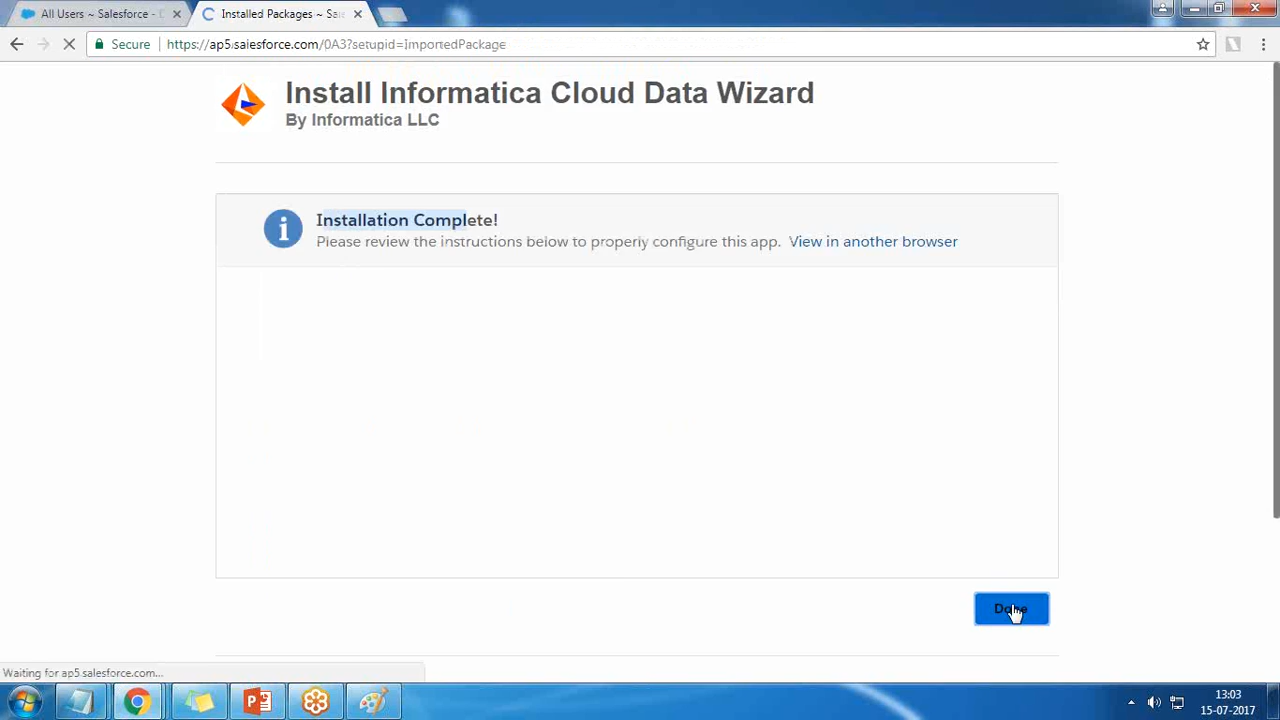 All Users ~ Salesforce - D
Installed Packages ~ Sale
Secure
https://ap5.salesforce.com/0A3?setupid=ImportedPackage
Install Informatica Cloud Data Wizard
By Informatica LLC
Installation Complete!
Please review the instructions below to properly configure this app. View in another browser
Done
Waiting for ap5.salesforce.com...
13:03
15-07-2017